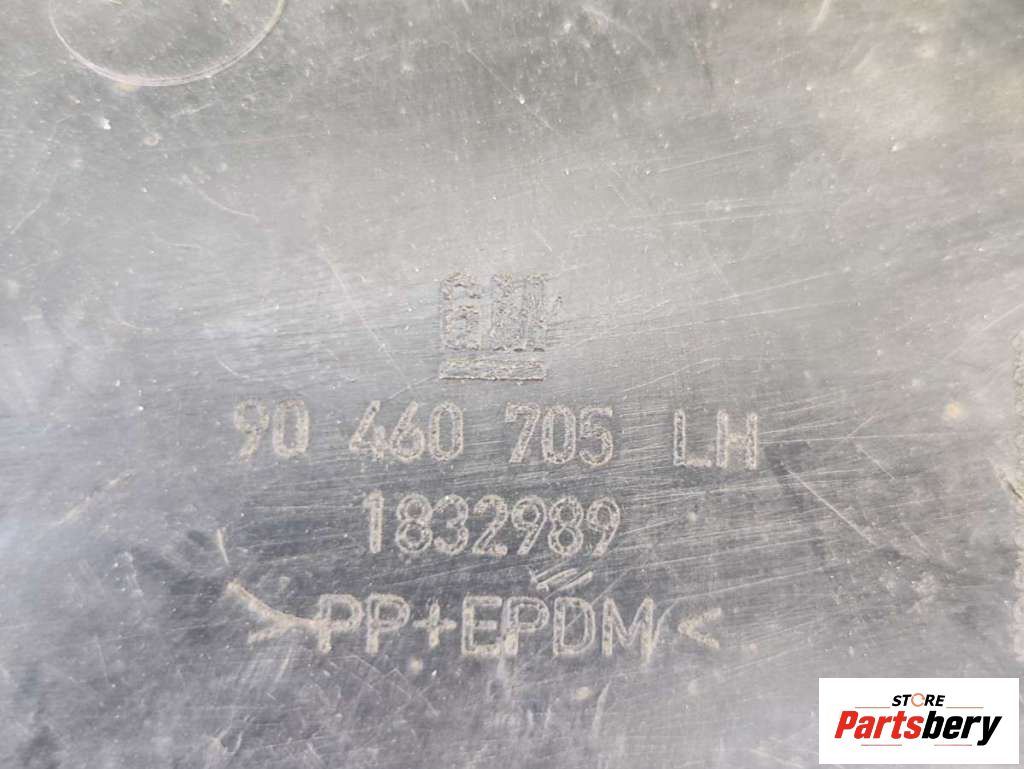 GM
90 460 705 LH
1832989
>PP+EPDM<
STORE
Partsbery